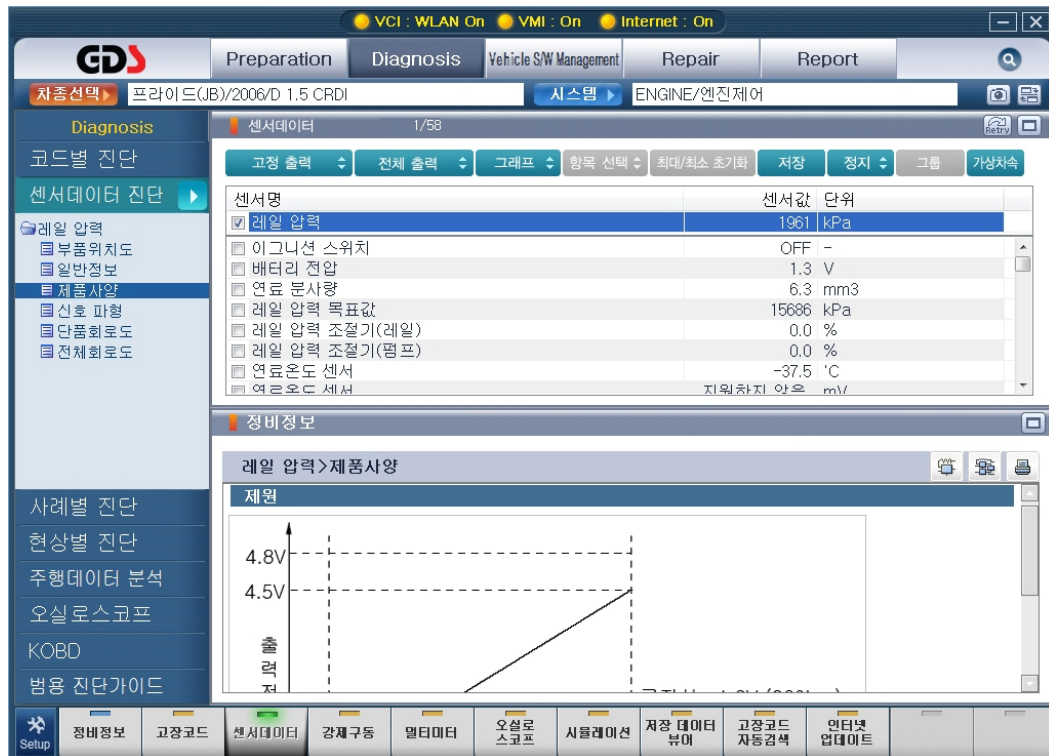 VCI : WLAN On VMI : On Internet : On
GDS Preparation Diagnosis Vehicle S/W Management Repair Report
차종선택 프라이드(JB)/2006/D 1.5 CRDI 시스템 ENGINE/엔진제어
Diagnosis
코드별 진단
센서데이터 진단
레일 압력
부품위치도
일반정보
제품사양
신호 파형
단품회로도
전체회로도
사례별 진단
현상별 진단
주행데이터 분석
오실로스코프
KOBD
범용 진단가이드
센서데이터 1/58 Retry
고정 출력 전체 출력 그래프 항목 선택 최대/최소 초기화 저장 정지 그룹 가상차속
센서명 센서값 단위
레일 압력 1961 kPa
이그니션 스위치 OFF -
배터리 전압 1.3 V
연료 분사량 6.3 mm3
레일 압력 목표값 15686 kPa
레일 압력 조절기(레일) 0.0 %
레일 압력 조절기(펌프) 0.0 %
연료온도 센서 -37.5 'C
연료온도 센서 지원하지 않음 mV
정비정보
레일 압력>제품사양
제원
4.8V
4.5V
출
력
전
Setup 정비정보 고장코드 센서데이터 강제구동 멀티미터 오실로스코프 시뮬레이션 저장 데이터 뷰어 고장코드 자동검색 인터넷 업데이트